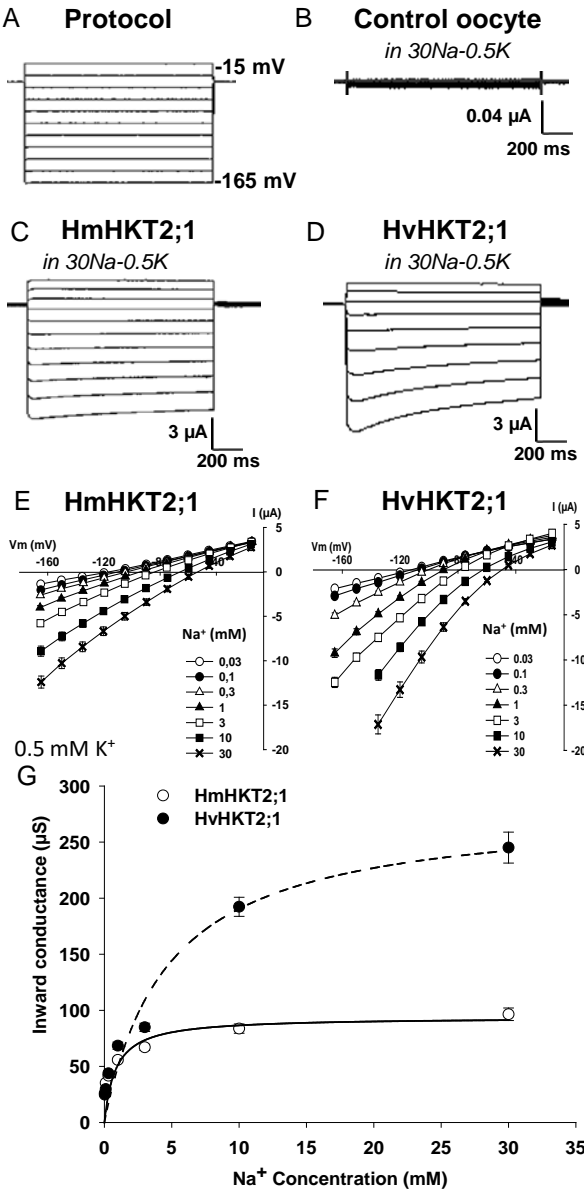 A Protocol
-15 mV
-165 mV
B Control oocyte
in 30Na-0.5K
0.04 µA
200 ms
C HmHKT2;1
in 30Na-0.5K
3 µA
200 ms
D HvHKT2;1
in 30Na-0.5K
3 µA
200 ms
E HmHKT2;1
I (µA)
Vm (mV)
-160
5
0
-5
-10
-15
-20
Na⁺ (mM)
0,03
0,1
0,3
1
3
10
30
F HvHKT2;1
I (µA)
Vm (mV)
-160
5
0
-5
-10
-15
-20
Na⁺ (mM)
0.03
0.1
0.3
1
3
10
30
0.5 mM K⁺
G
HmHKT2;1
HvHKT2;1
Inward conductance (µS)
300
250
200
150
100
50
0
0 5 10 15 20 25 30 35
Na⁺ Concentration (mM)